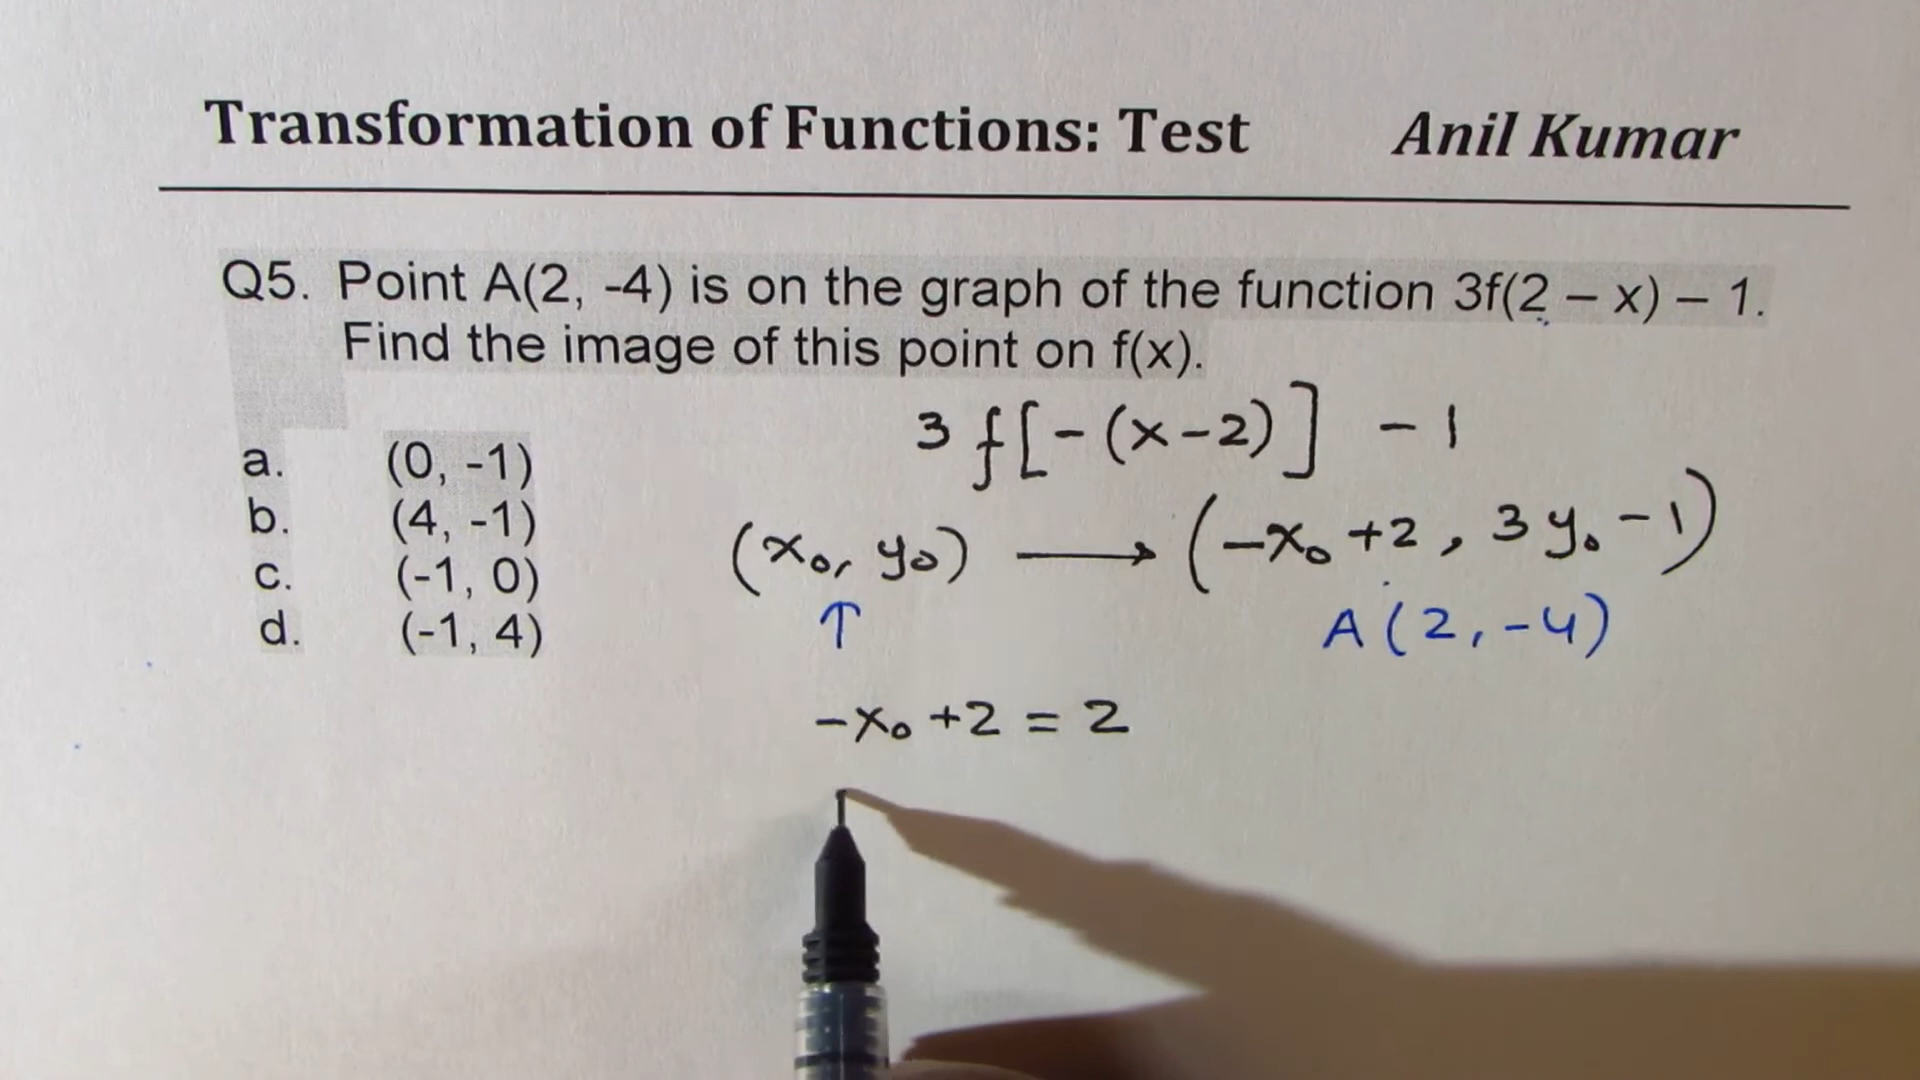 Transformation of Functions: Test Anil Kumar
Q5. Point A(2, -4) is on the graph of the function 3f(2 – x) – 1.
Find the image of this point on f(x).
a. (0, -1)
b. (4, -1)
c. (-1, 0)
d. (-1, 4)
3 f[-(x-2)] - 1
(x₀, y₀) → (-x₀ +2, 3y₀ -1)
↑ A(2, -4)
-x₀ +2 = 2